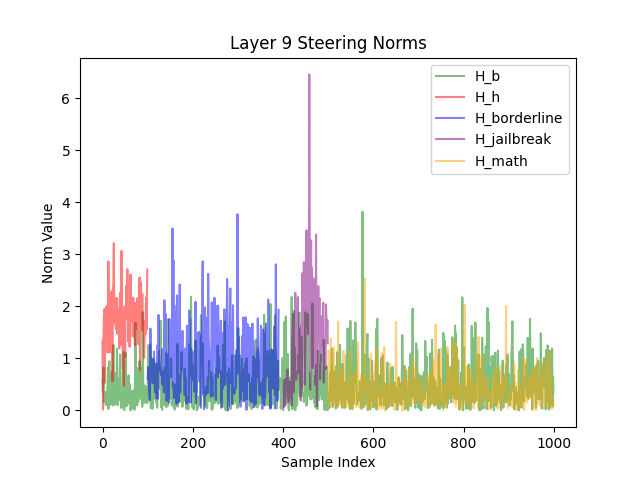 Layer 9 Steering Norms
H_b
H_h
H_borderline
H_jailbreak
H_math
Norm Value
6
5
4
3
2
1
0
0 200 400 600 800 1000
Sample Index